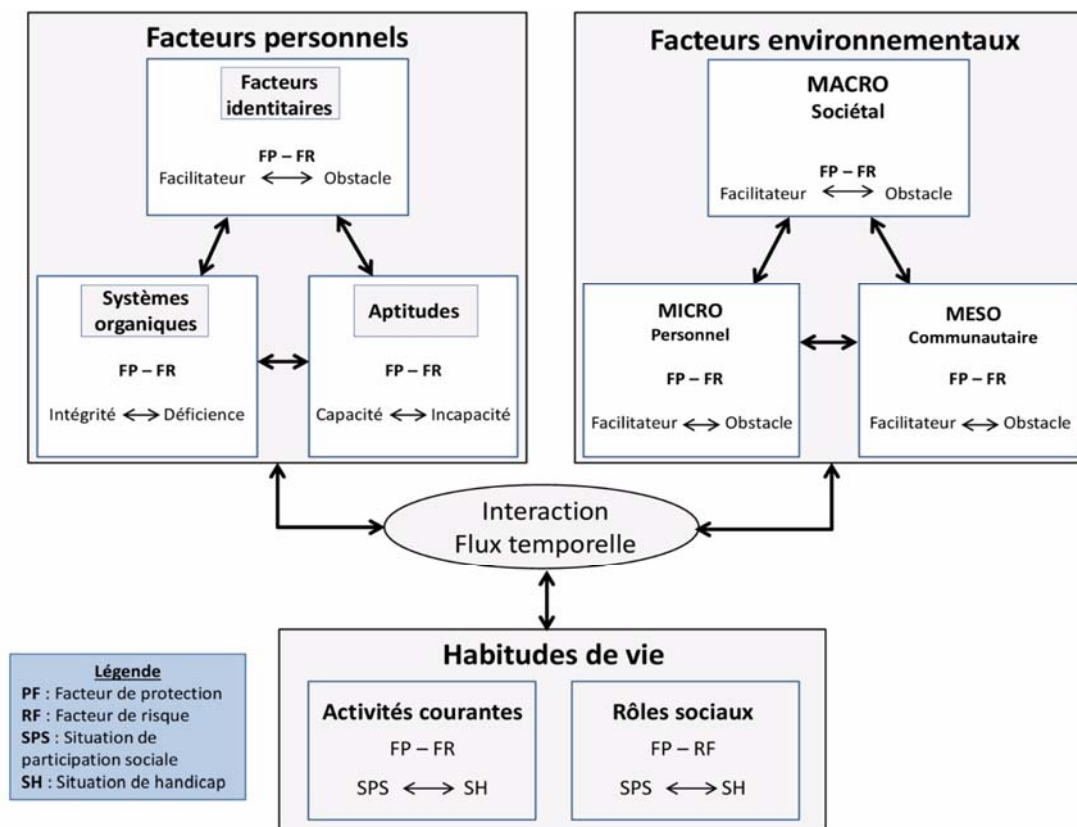 Facteurs personnels
Facteurs
identitaires
FP – FR
Facilitateur Obstacle
Systèmes
organiques
FP – FR
Intégrité Déficience
Aptitudes
FP – FR
Capacité Incapacité
Facteurs environnementaux
MACRO
Sociétal
FP – FR
Facilitateur Obstacle
MICRO
Personnel
FP – FR
Facilitateur Obstacle
MESO
Communautaire
FP – FR
Facilitateur Obstacle
Interaction
Flux temporelle
Habitudes de vie
Activités courantes
FP – FR
SPS SH
Rôles sociaux
FP – RF
SPS SH
Légende
PF : Facteur de protection
RF : Facteur de risque
SPS : Situation de
participation sociale
SH : Situation de handicap